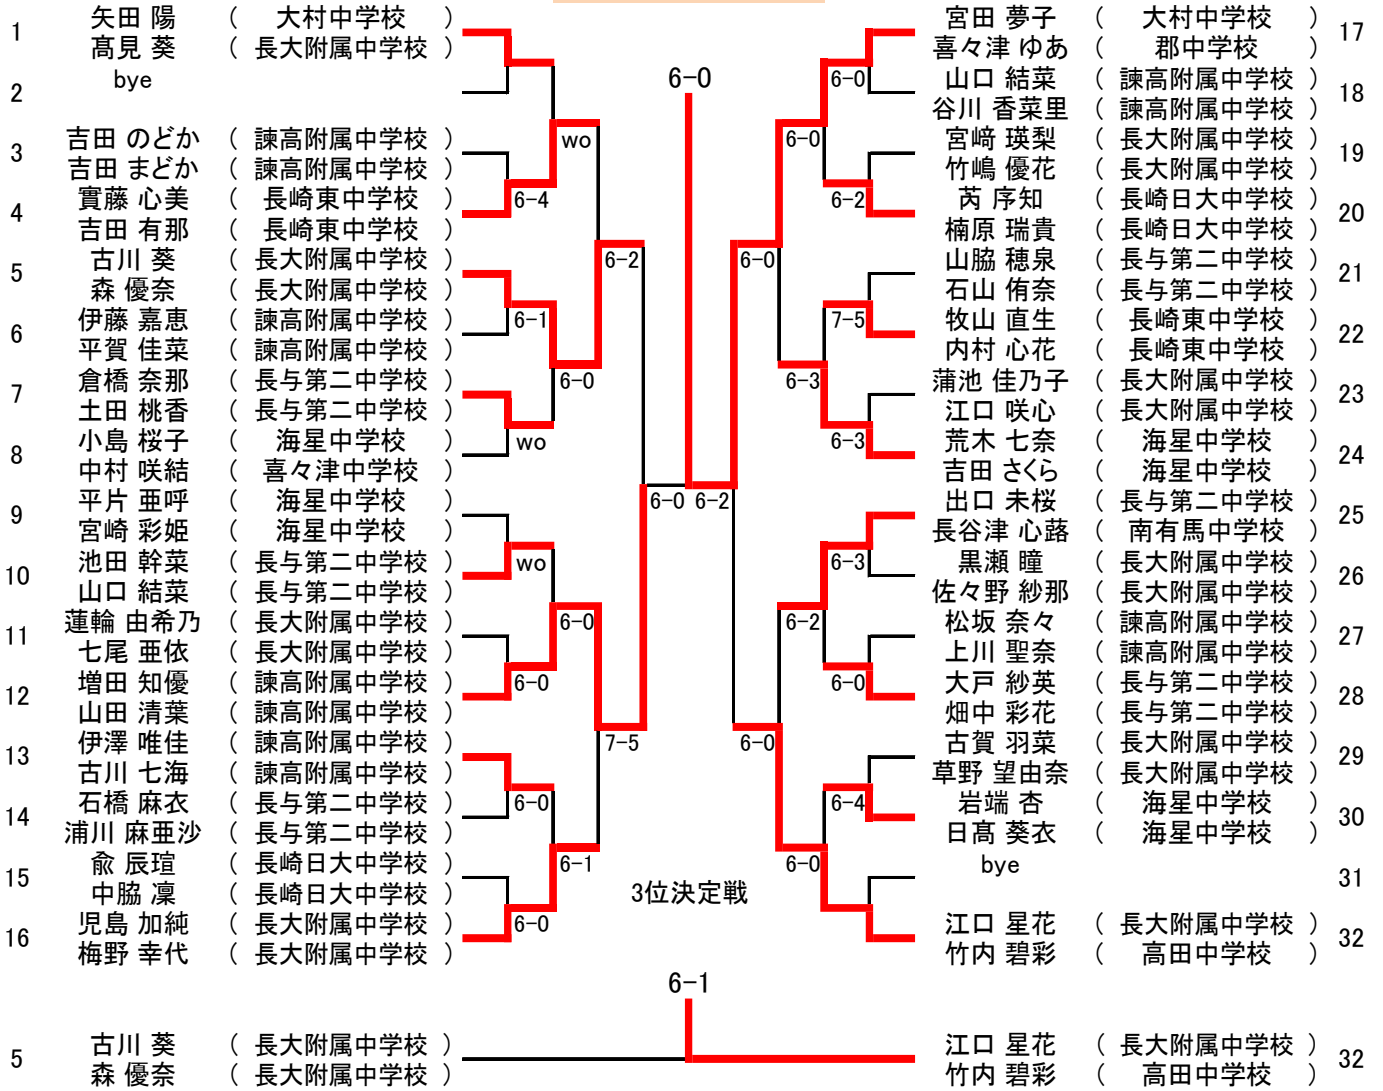 1 矢田 陽 ( 大村中学校 )
髙見 葵 ( 長大附属中学校 )
2 bye
3 吉田 のどか ( 諫高附属中学校 )
吉田 まどか ( 諫高附属中学校 )
4 實藤 心美 ( 長崎東中学校 )
吉田 有那 ( 長崎東中学校 )
5 古川 葵 ( 長大附属中学校 )
森 優奈 ( 長大附属中学校 )
6 伊藤 嘉恵 ( 諫高附属中学校 )
平賀 佳菜 ( 諫高附属中学校 )
7 倉橋 奈那 ( 長与第二中学校 )
土田 桃香 ( 長与第二中学校 )
8 小島 桜子 ( 海星中学校 )
中村 咲結 ( 喜々津中学校 )
9 平片 亜呼 ( 海星中学校 )
宮崎 彩姫 ( 海星中学校 )
10 池田 幹菜 ( 長与第二中学校 )
山口 結菜 ( 長与第二中学校 )
11 蓮輪 由希乃 ( 長大附属中学校 )
七尾 亜依 ( 長大附属中学校 )
12 増田 知優 ( 諫高附属中学校 )
山田 清葉 ( 諫高附属中学校 )
13 伊澤 唯佳 ( 諫高附属中学校 )
古川 七海 ( 諫高附属中学校 )
14 石橋 麻衣 ( 長与第二中学校 )
浦川 麻亜沙 ( 長与第二中学校 )
15 兪 辰瑄 ( 長崎日大中学校 )
中脇 凜 ( 長崎日大中学校 )
16 児島 加純 ( 長大附属中学校 )
梅野 幸代 ( 長大附属中学校 )
6-4
6-1
wo
wo
6-0
6-0
6-0
wo
6-0
6-0
6-1
6-2
7-5
6-0
6-0
6-2
6-0
6-0
6-0
6-3
6-2
6-0
6-0
6-2
7-5
6-3
6-3
6-0
6-4
宮田 夢子 ( 大村中学校 ) 17
喜々津 ゆあ ( 郡中学校 )
山口 結菜 ( 諫高附属中学校 ) 18
谷川 香菜里 ( 諫高附属中学校 )
宮﨑 瑛梨 ( 長大附属中学校 ) 19
竹嶋 優花 ( 長大附属中学校 )
芮 序知 ( 長崎日大中学校 ) 20
楠原 瑞貴 ( 長崎日大中学校 )
山脇 穂泉 ( 長与第二中学校 ) 21
石山 侑奈 ( 長与第二中学校 )
牧山 直生 ( 長崎東中学校 ) 22
内村 心花 ( 長崎東中学校 )
蒲池 佳乃子 ( 長大附属中学校 ) 23
江口 咲心 ( 長大附属中学校 )
荒木 七奈 ( 海星中学校 ) 24
吉田 さくら ( 海星中学校 )
出口 未桜 ( 長与第二中学校 ) 25
長谷津 心蕗 ( 南有馬中学校 )
黒瀬 瞳 ( 長大附属中学校 ) 26
佐々野 紗那 ( 長大附属中学校 )
松坂 奈々 ( 諫高附属中学校 ) 27
上川 聖奈 ( 諫高附属中学校 )
大戸 紗英 ( 長与第二中学校 ) 28
畑中 彩花 ( 長与第二中学校 )
古賀 羽菜 ( 長大附属中学校 ) 29
草野 望由奈 ( 長大附属中学校 )
岩端 杏 ( 海星中学校 ) 30
日髙 葵衣 ( 海星中学校 )
bye 31
江口 星花 ( 長大附属中学校 ) 32
竹内 碧彩 ( 高田中学校 )
3位決定戦
6-1
5 古川 葵 ( 長大附属中学校 )
森 優奈 ( 長大附属中学校 )
江口 星花 ( 長大附属中学校 ) 32
竹内 碧彩 ( 高田中学校 )